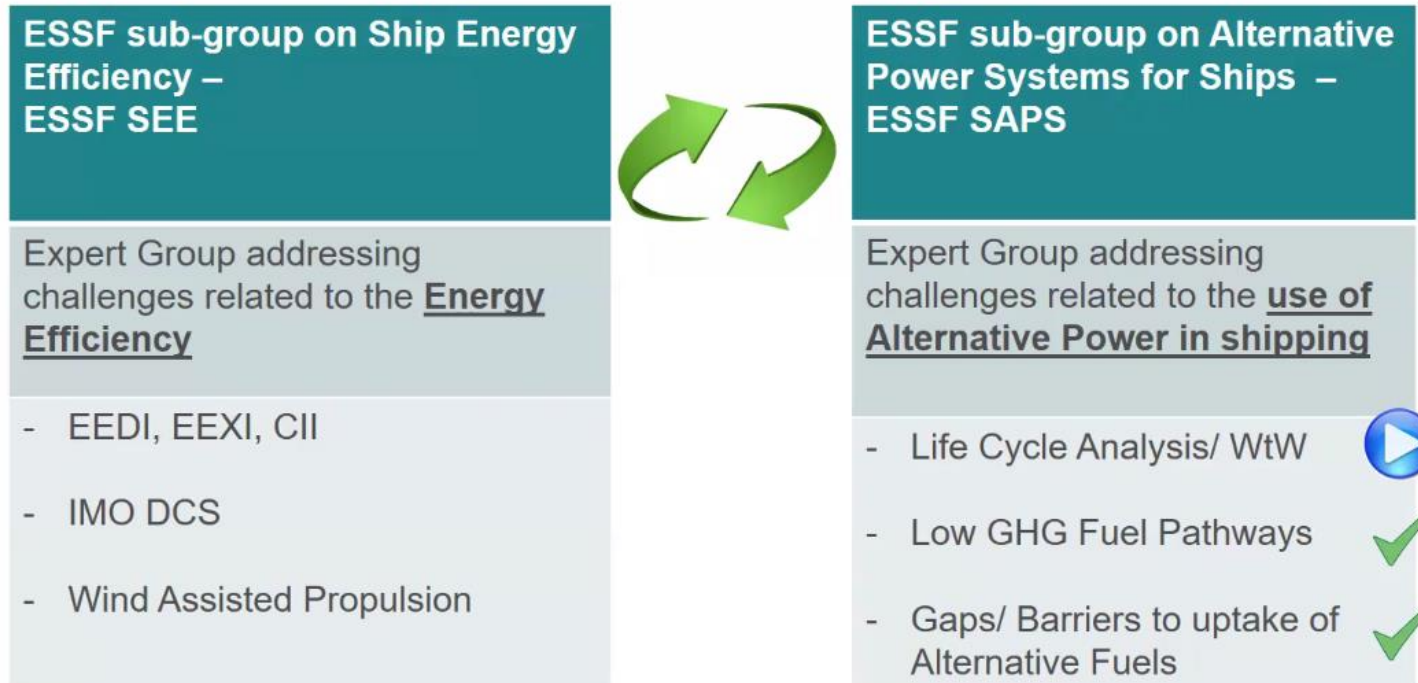 ESSF sub-group on Ship Energy
Efficiency –
ESSF SEE
Expert Group addressing
challenges related to the Energy
Efficiency
- EEDI, EEXI, CII
- IMO DCS
- Wind Assisted Propulsion
ESSF sub-group on Alternative
Power Systems for Ships –
ESSF SAPS
Expert Group addressing
challenges related to the use of
Alternative Power in shipping
- Life Cycle Analysis/ WtW
- Low GHG Fuel Pathways
- Gaps/ Barriers to uptake of
Alternative Fuels